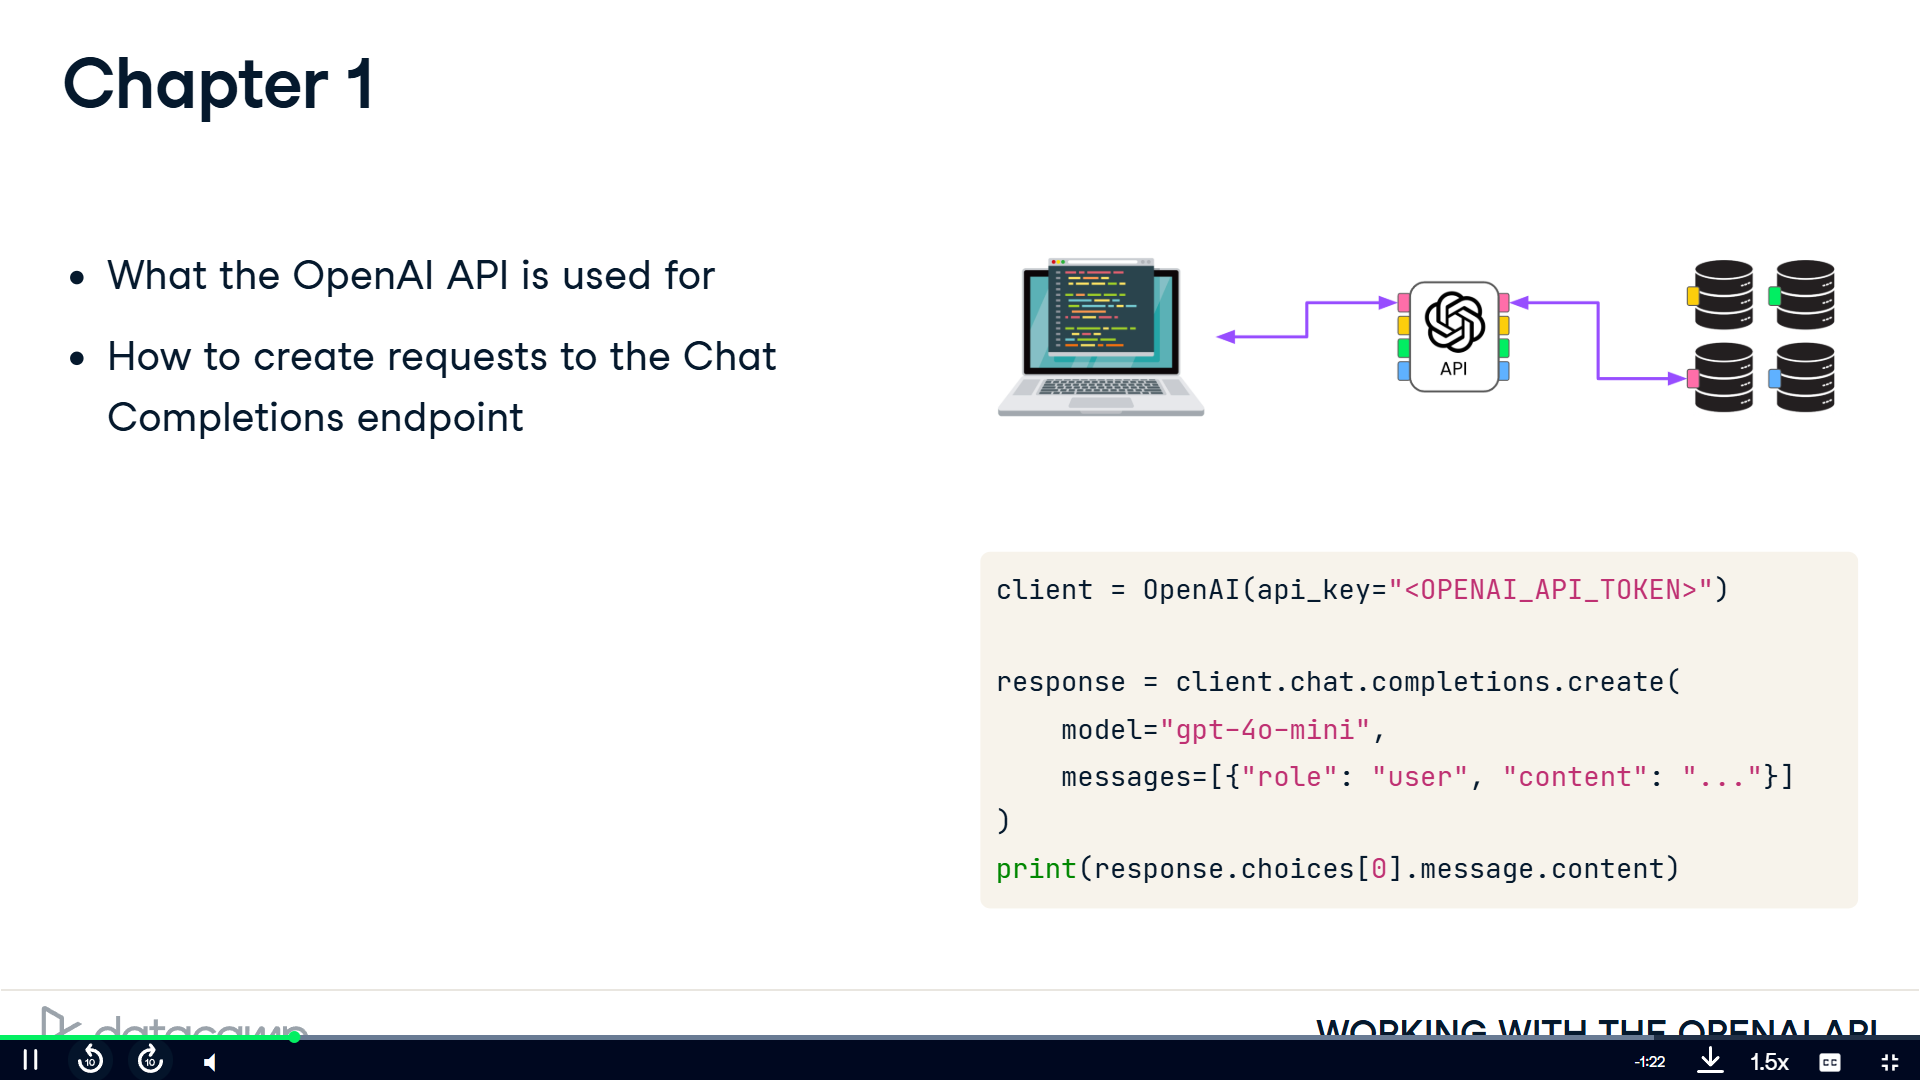 Chapter 1
What the OpenAI API is used for
How to create requests to the Chat
Completions endpoint
API
client = OpenAI(api_key="<OPENAI_API_TOKEN>")
response = client.chat.completions.create(
model="gpt-4o-mini",
messages=[{"role": "user", "content": "..."}]
)
print(response.choices[0].message.content)
datacamp
WORKING WITH THE OPENAI API
10
10
-1:22
1.5x
CC